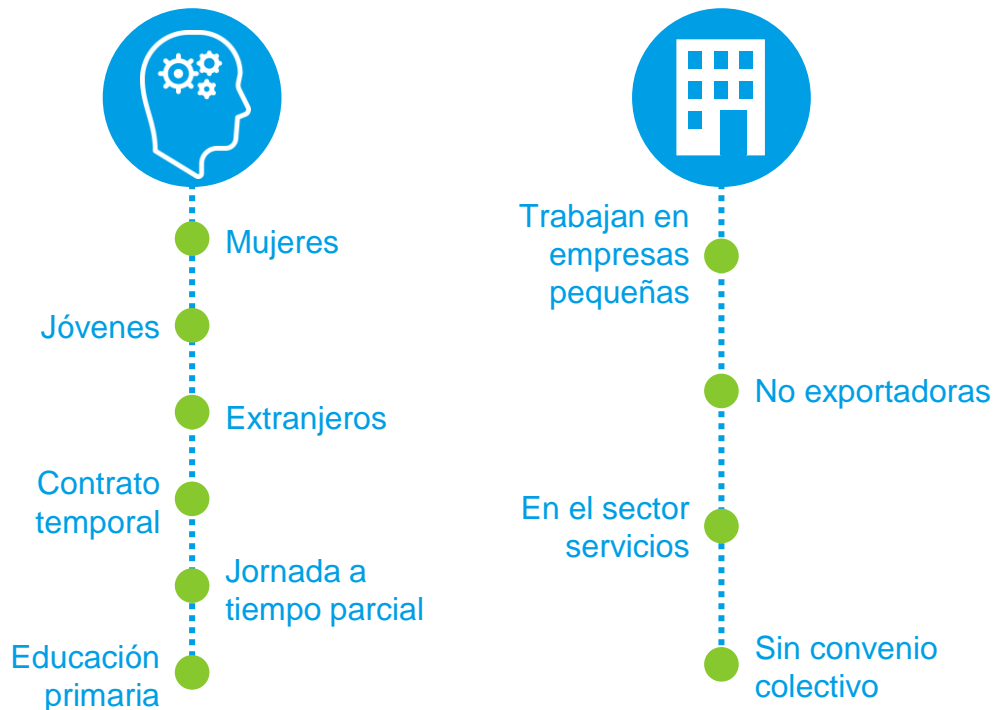 Mujeres
Jóvenes
Extranjeros
Contrato
temporal
Jornada a
tiempo parcial
Educación
primaria
Trabajan en
empresas
pequeñas
No exportadoras
En el sector
servicios
Sin convenio
colectivo